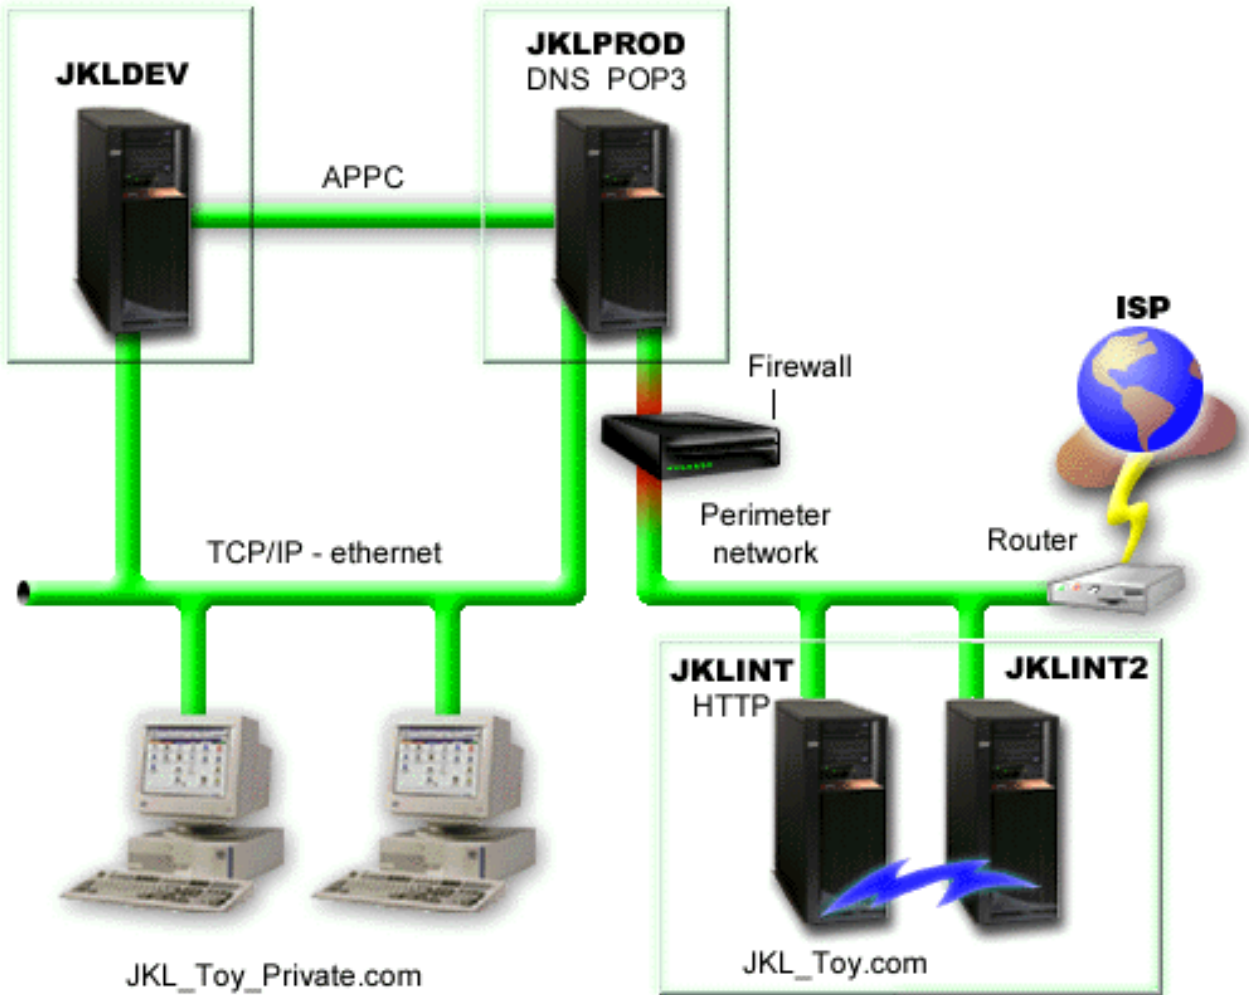 JKLDEV
JKLPROD
DNS POP3
APPC
ISP
Firewall
Perimeter
network
Router
TCP/IP - ethernet
JKLINT
HTTP
JKLINT2
JKL_Toy_Private.com
JKL_Toy.com